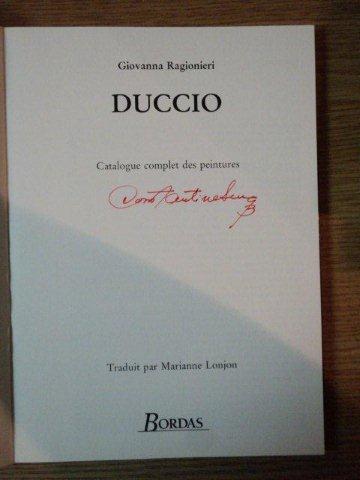 Giovanna Ragionieri
DUCCIO
Catalogue complet des peintures
Traduit par Marianne Lonjon
BORDAS